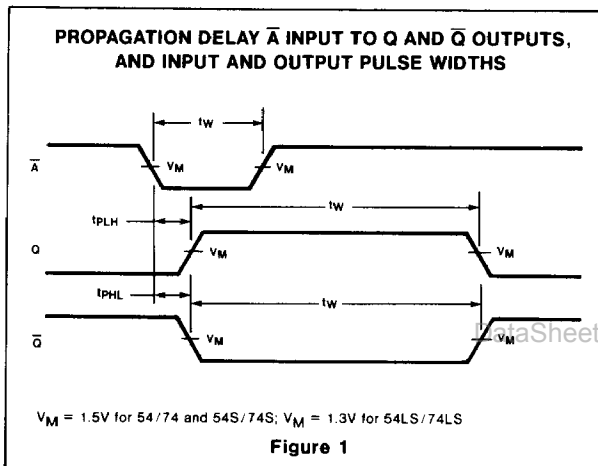 PROPAGATION DELAY A̅ INPUT TO Q AND Q̅ OUTPUTS,
AND INPUT AND OUTPUT PULSE WIDTHS
tW
A̅ VM VM
tPLH tW
Q VM VM
tPHL tW
Q̅ VM VM
DataSheet
VM = 1.5V for 54/74 and 54S/74S; VM = 1.3V for 54LS/74LS
Figure 1